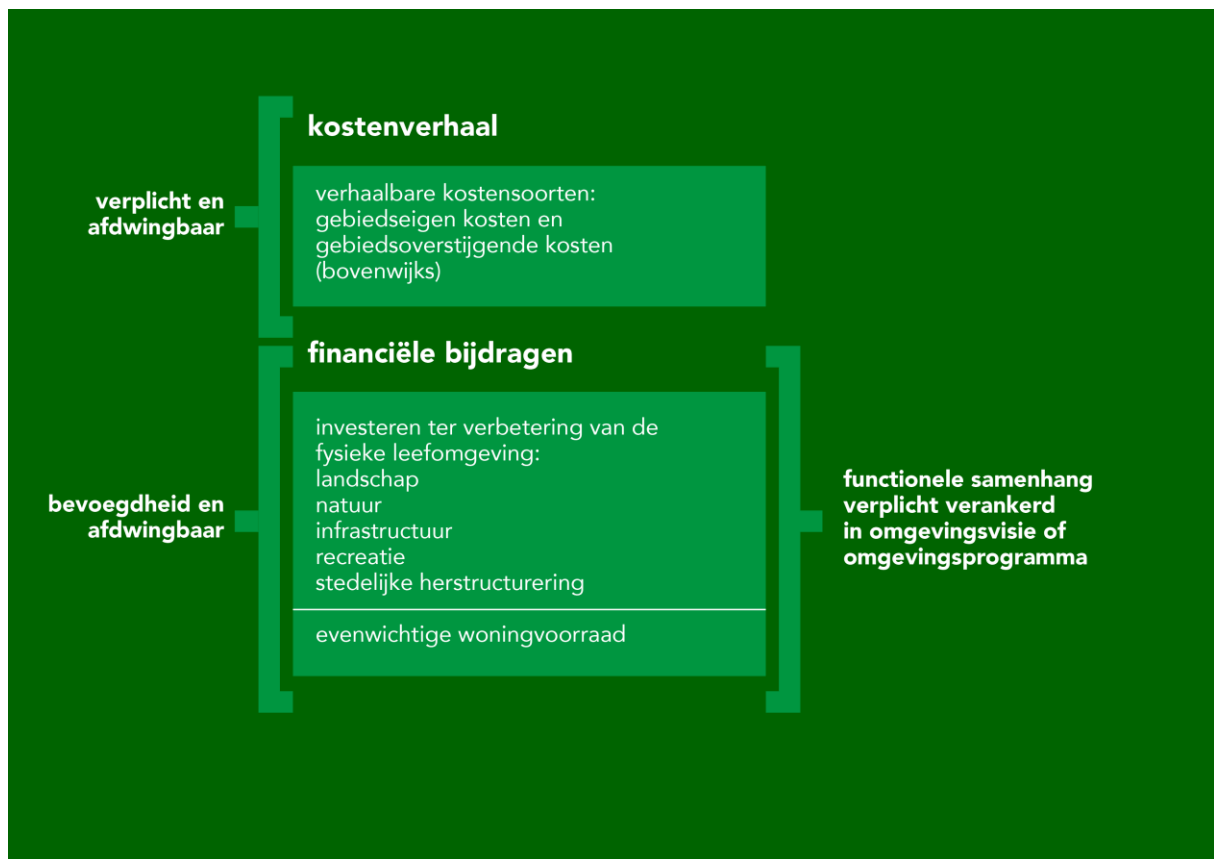 kostenverhaal
verplicht en
afdwingbaar
verhaalbare kostensoorten:
gebiedseigen kosten en
gebiedsoverstijgende kosten
(bovenwijks)
financiële bijdragen
bevoegdheid en
afdwingbaar
investeren ter verbetering van de
fysieke leefomgeving:
landschap
natuur
infrastructuur
recreatie
stedelijke herstructurering
evenwichtige woningvoorraad
functionele samenhang
verplicht verankerd
in omgevingsvisie of
omgevingsprogramma